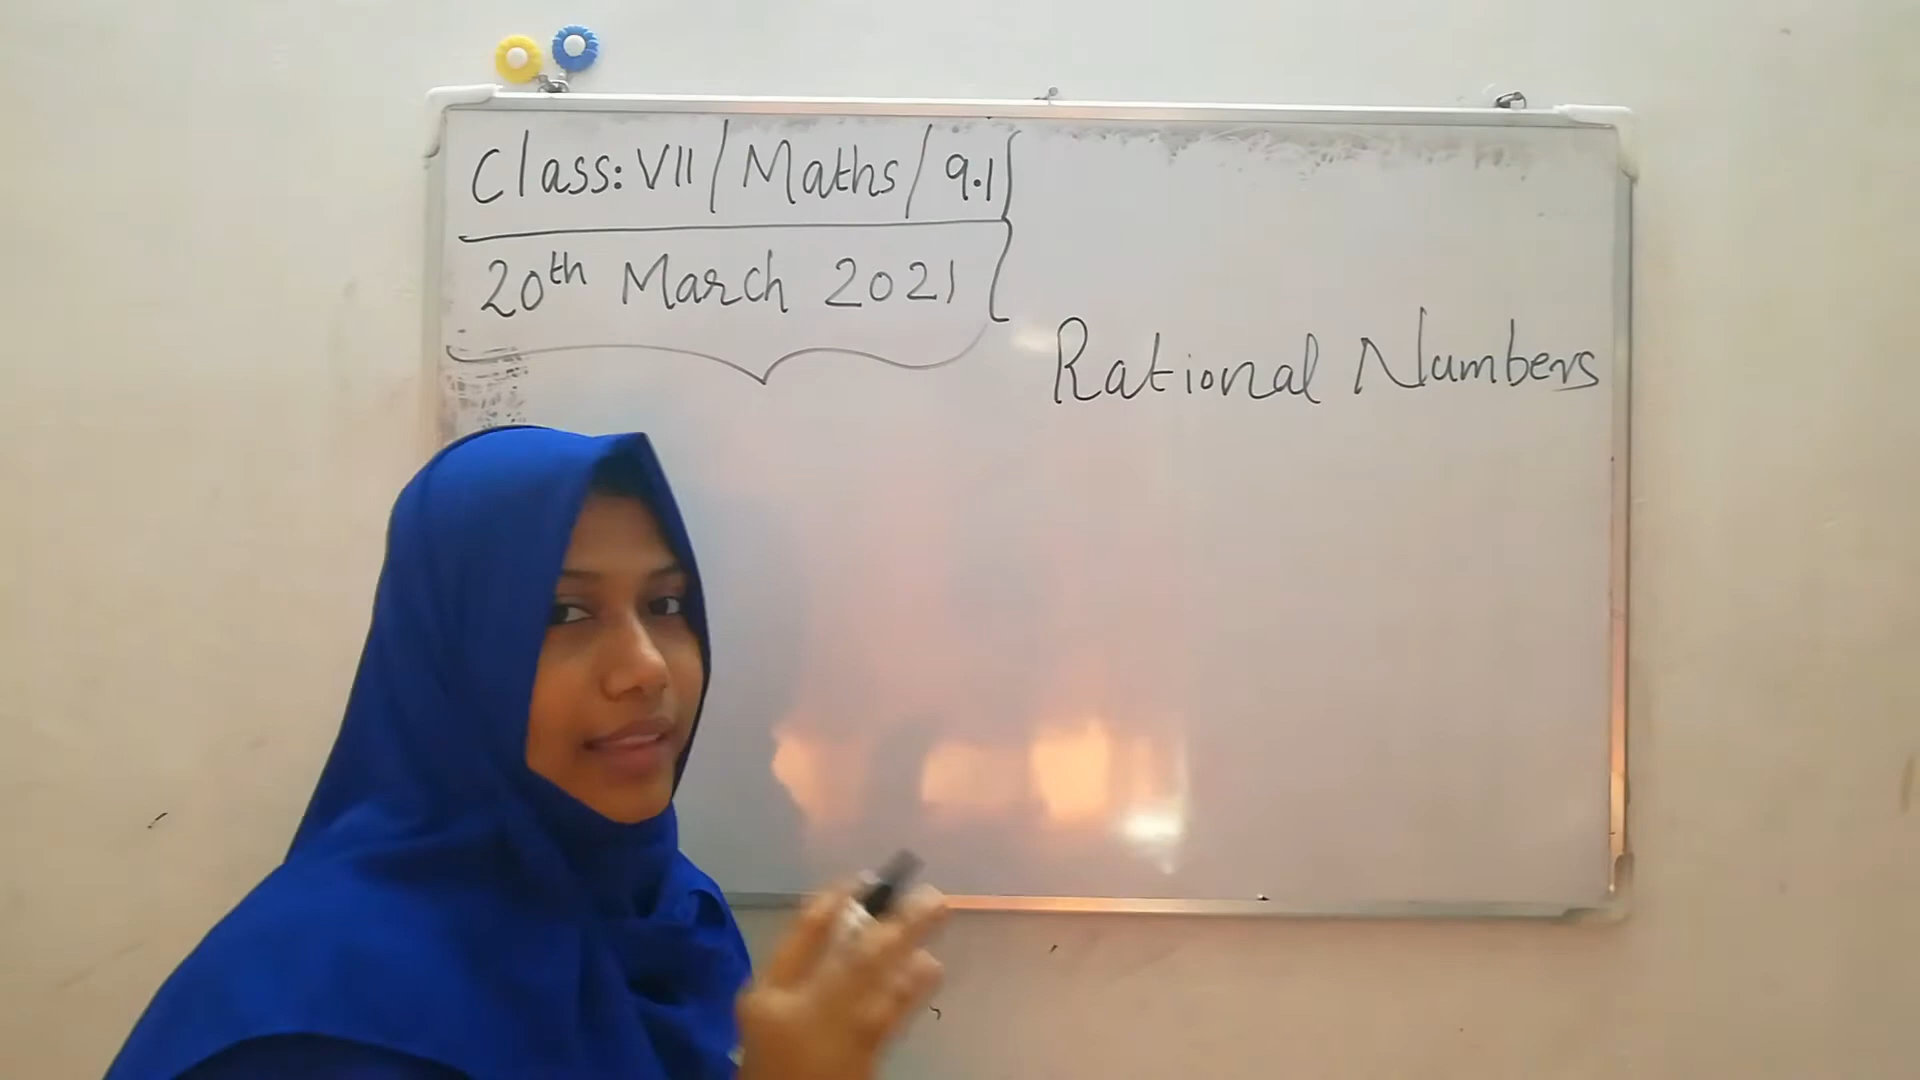 Class: VII / Maths / 9.1
20th March 2021
Rational Numbers